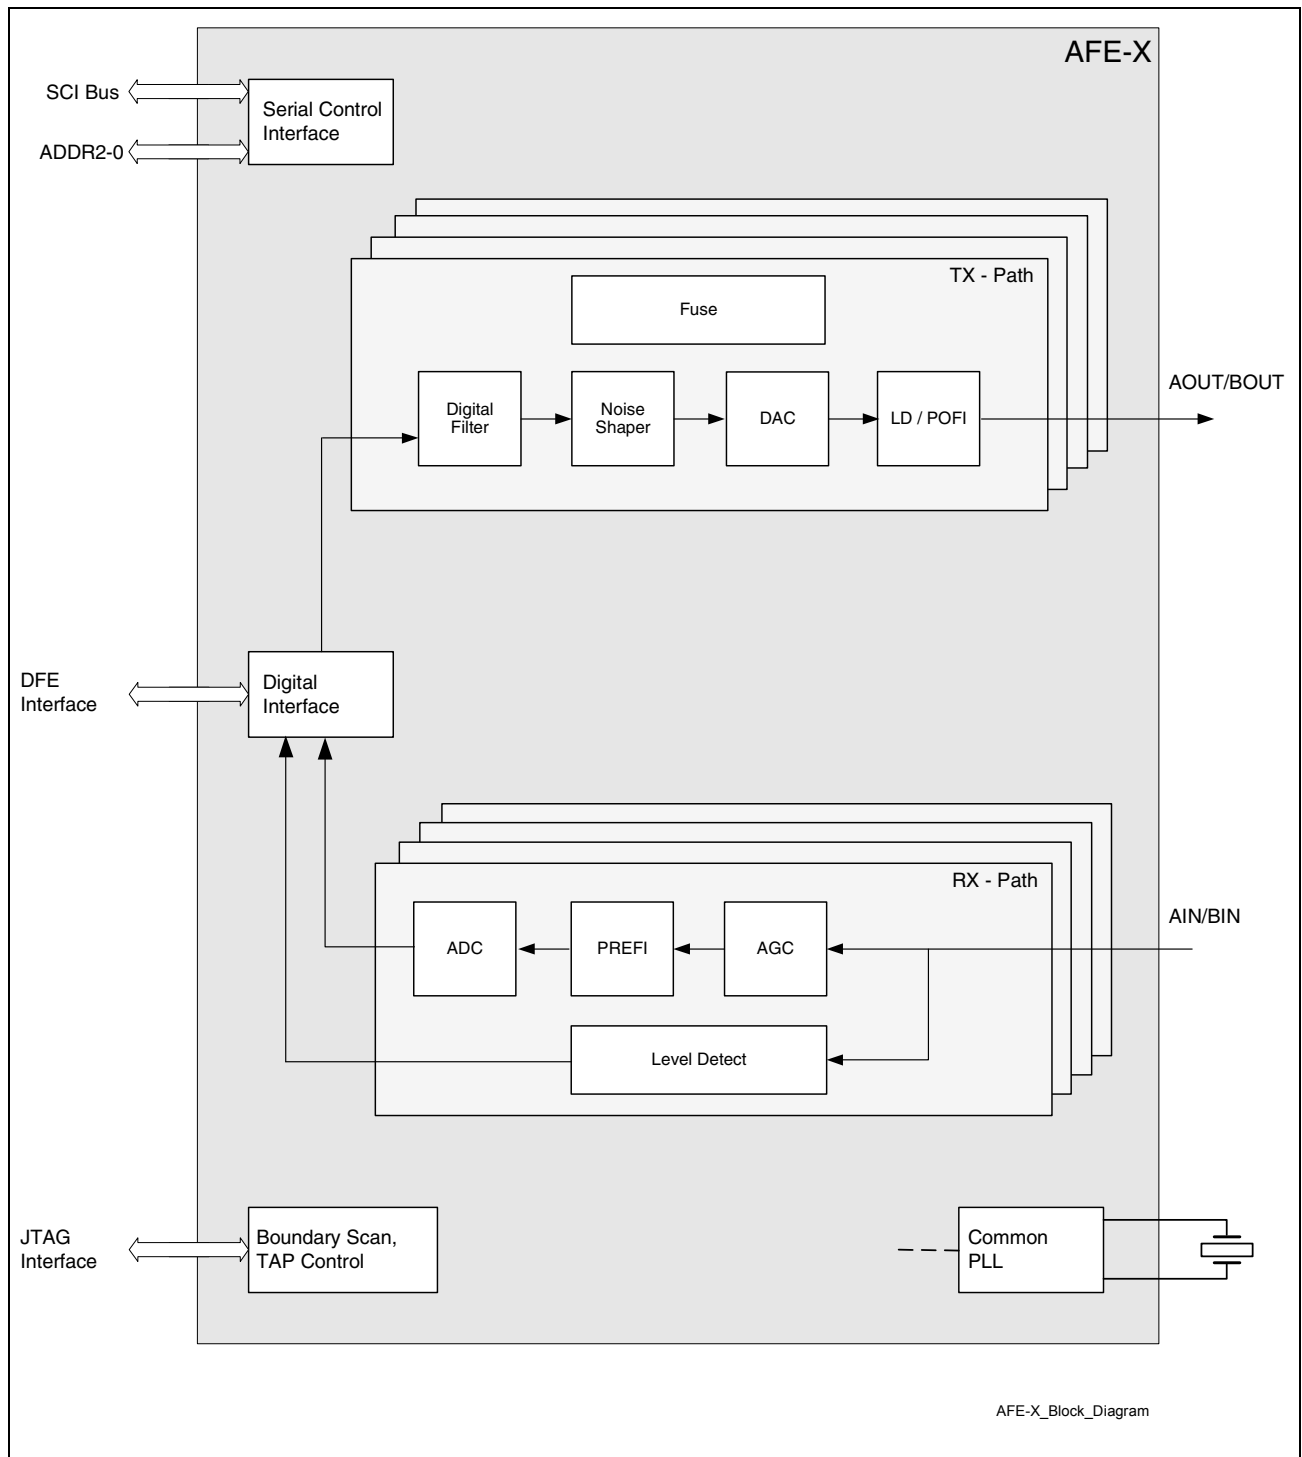 AFE-X
SCI Bus
ADDR2-0
Serial Control
Interface
TX - Path
Fuse
Digital
Filter
Noise
Shaper
DAC
LD / POFI
AOUT/BOUT
DFE
Interface
Digital
Interface
RX - Path
ADC
PREFI
AGC
AIN/BIN
Level Detect
JTAG
Interface
Boundary Scan,
TAP Control
Common
PLL
AFE-X_Block_Diagram